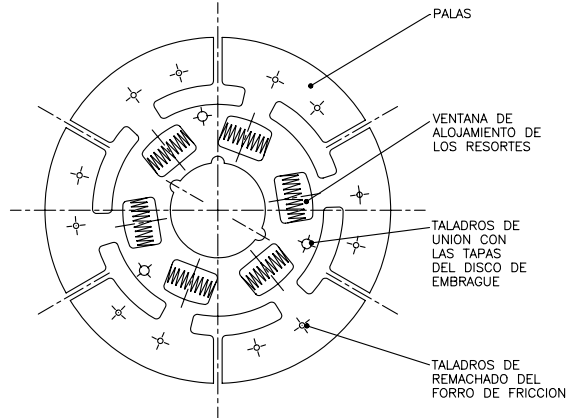 PALAS
VENTANA DE
ALOJAMIENTO DE
LOS RESORTES
TALADROS DE
UNION CON
LAS TAPAS
DEL DISCO DE
EMBRAGUE
TALADROS DE
REMACHADO DEL
FORRO DE FRICCION